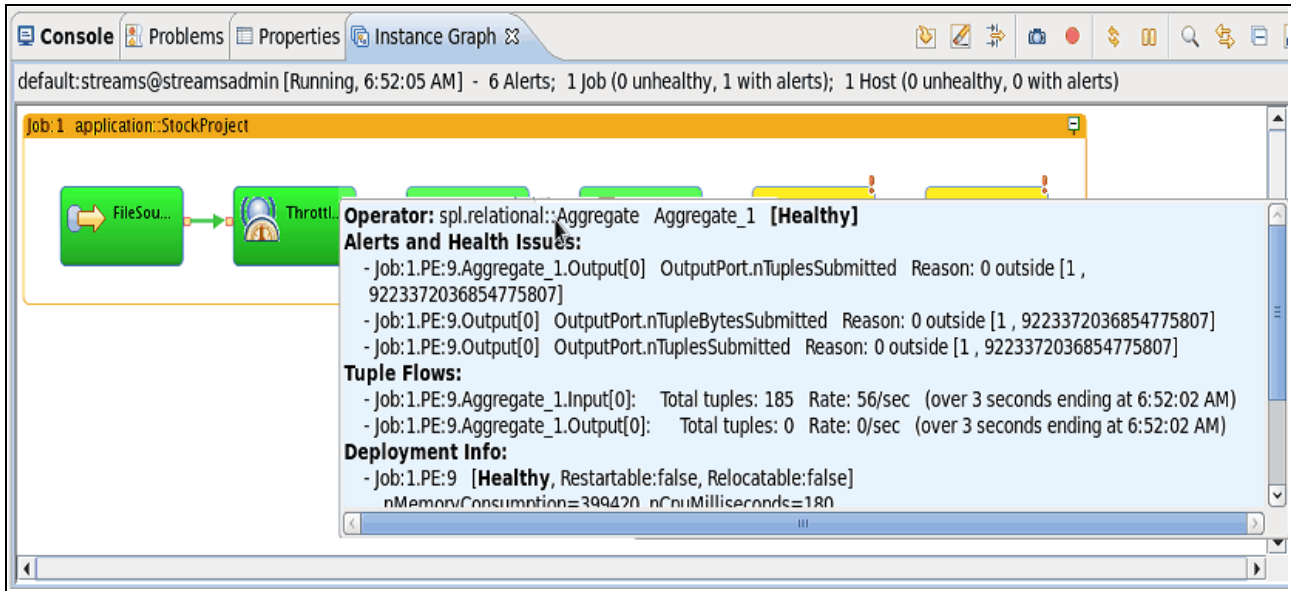 Console Problems Properties Instance Graph
default:streams@streamsadmin [Running, 6:52:05 AM] - 6 Alerts; 1 Job (0 unhealthy, 1 with alerts); 1 Host (0 unhealthy, 0 with alerts)
Job:1 application::StockProject
FileSou... Throttl...
Operator: spl.relational::Aggregate Aggregate_1 [Healthy]
Alerts and Health Issues:
- Job:1.PE:9.Aggregate_1.Output[0] OutputPort.nTuplesSubmitted Reason: 0 outside [1 ,
9223372036854775807]
- Job:1.PE:9.Output[0] OutputPort.nTupleBytesSubmitted Reason: 0 outside [1 , 9223372036854775807]
- Job:1.PE:9.Output[0] OutputPort.nTuplesSubmitted Reason: 0 outside [1 , 9223372036854775807]
Tuple Flows:
- Job:1.PE:9.Aggregate_1.Input[0]: Total tuples: 185 Rate: 56/sec (over 3 seconds ending at 6:52:02 AM)
- Job:1.PE:9.Aggregate_1.Output[0]: Total tuples: 0 Rate: 0/sec (over 3 seconds ending at 6:52:02 AM)
Deployment Info:
- Job:1.PE:9 [Healthy, Restartable:false, Relocatable:false]
nMemoryConsumption=399420 nCpuMilliseconds=180